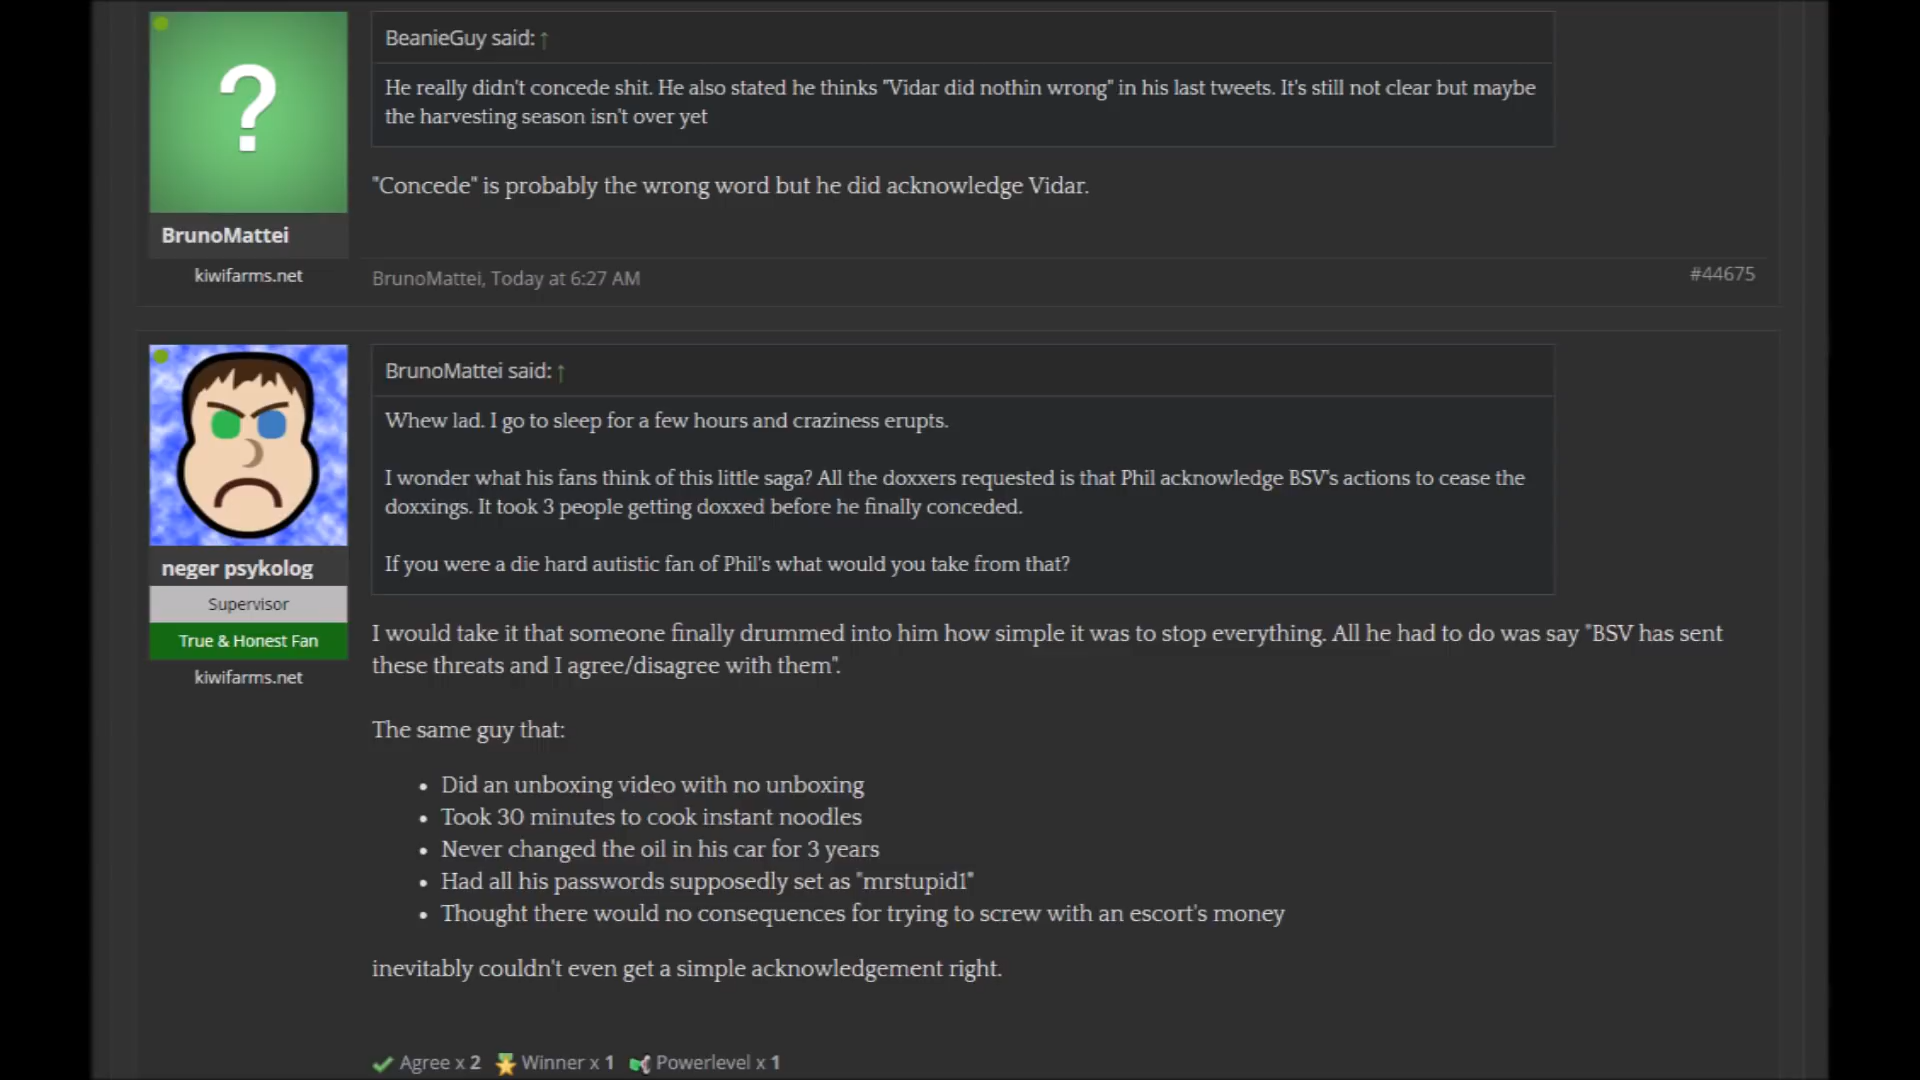 BeanieGuy said: ↑
He really didn't concede shit. He also stated he thinks "Vidar did nothin wrong" in his last tweets. It's still not clear but maybe
the harvesting season isn't over yet
"Concede" is probably the wrong word but he did acknowledge Vidar.
?
BrunoMattei
kiwifarms.net
BrunoMattei, Today at 6:27 AM
#44675
BrunoMattei said: ↑
Whew lad. I go to sleep for a few hours and craziness erupts.
I wonder what his fans think of this little saga? All the doxxers requested is that Phil acknowledge BSV's actions to cease the
doxxings. It took 3 people getting doxxed before he finally conceded.
If you were a die hard autistic fan of Phil's what would you take from that?
neger psykolog
Supervisor
True & Honest Fan
kiwifarms.net
I would take it that someone finally drummed into him how simple it was to stop everything. All he had to do was say "BSV has sent
these threats and I agree/disagree with them".
The same guy that:
• Did an unboxing video with no unboxing
• Took 30 minutes to cook instant noodles
• Never changed the oil in his car for 3 years
• Had all his passwords supposedly set as "mrstupid1"
• Thought there would no consequences for trying to screw with an escort's money
inevitably couldn't even get a simple acknowledgement right.
Agree x 2 Winner x 1 Powerlevel x 1